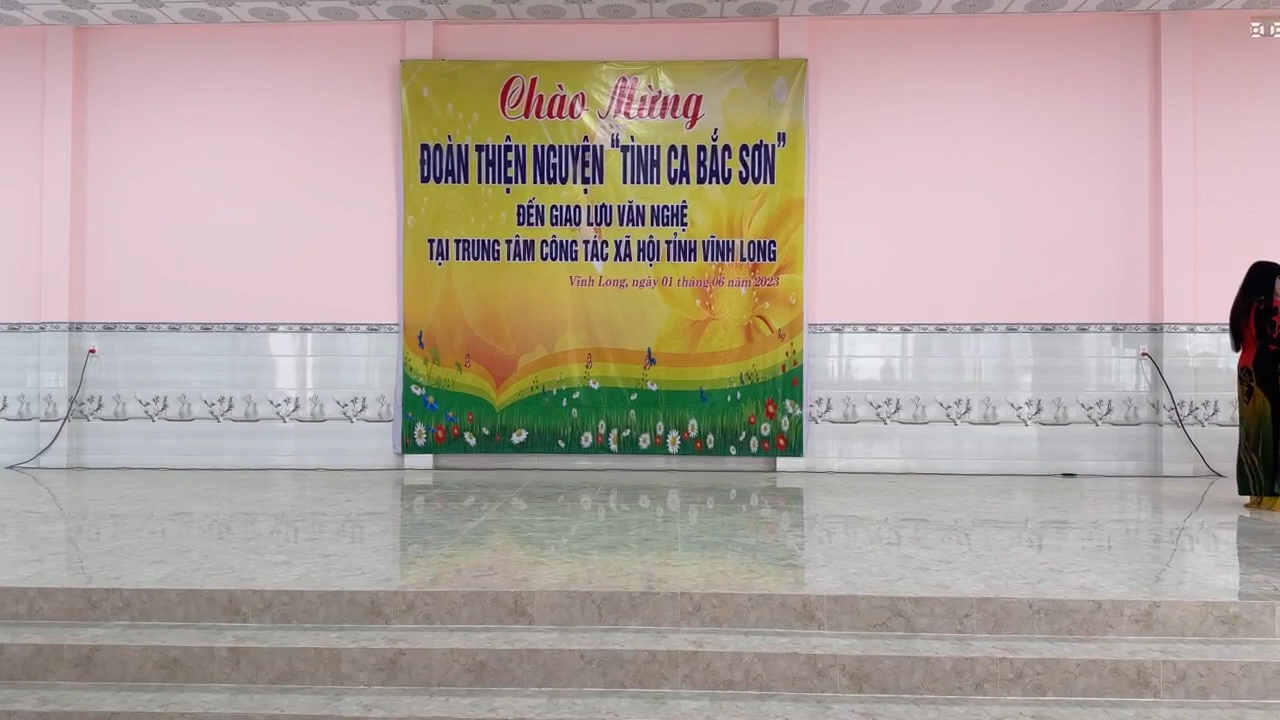 Chào Mừng
ĐOÀN THIỆN NGUYỆN "TÌNH CA BẮC SƠN"
ĐẾN GIAO LƯU VĂN NGHỆ
TẠI TRUNG TÂM CÔNG TÁC XÃ HỘI TỈNH VĨNH LONG
Vĩnh Long, ngày 01 tháng 06 năm 2023